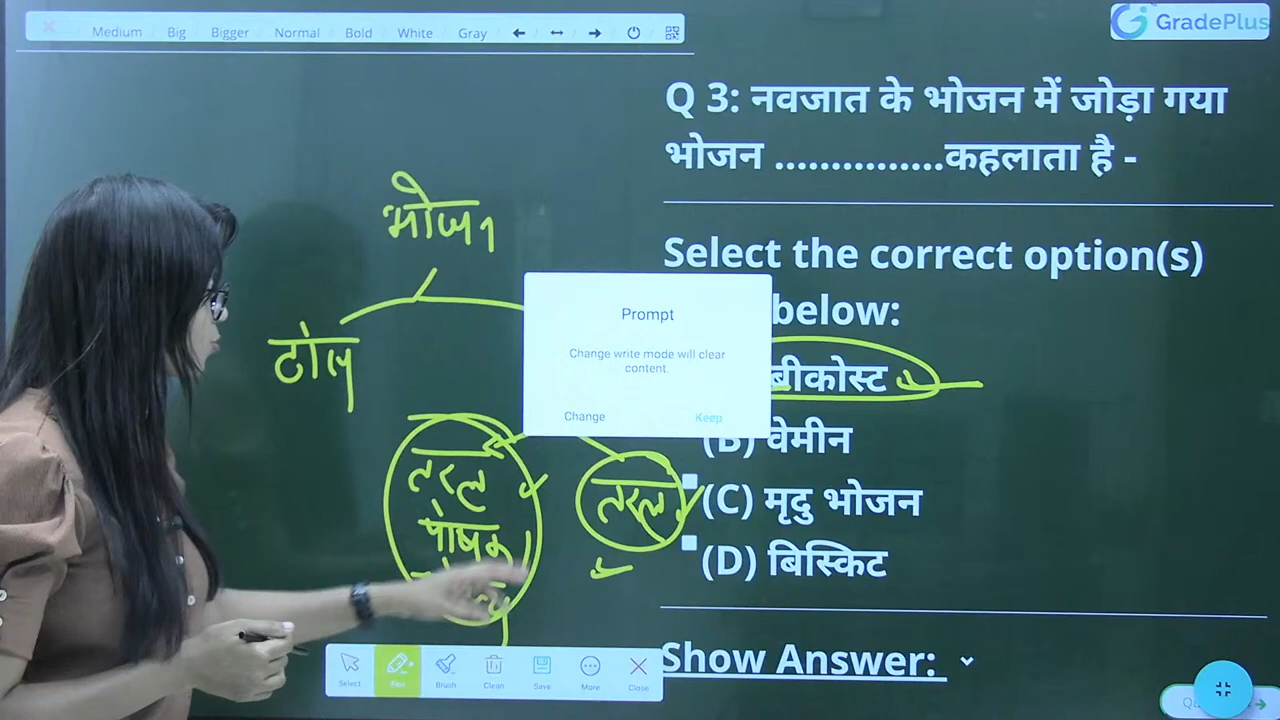 Medium Big Bigger Normal Bold White Gray
GradePlus
Q 3: नवजात के भोजन में जोड़ा गया
भोजन ...............कहलाता है -
Select the correct option(s)
below:
बीकोस्ट
(B) वेमीन
(C) मृदु भोजन
(D) बिस्किट
Show Answer:
भोजन
ठोस
तरल
पोषक
तरल
Prompt
Change write mode will clear
content.
Change Keep
Select Brush Clean Save More Close